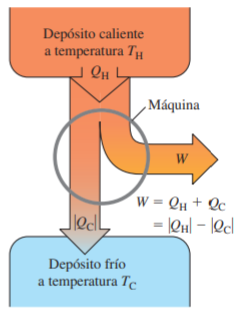 Depósito caliente
a temperatura T_H
Q_H
Máquina
W
W = Q_H + Q_C
= |Q_H| − |Q_C|
|Q_C|
Depósito frío
a temperatura T_C